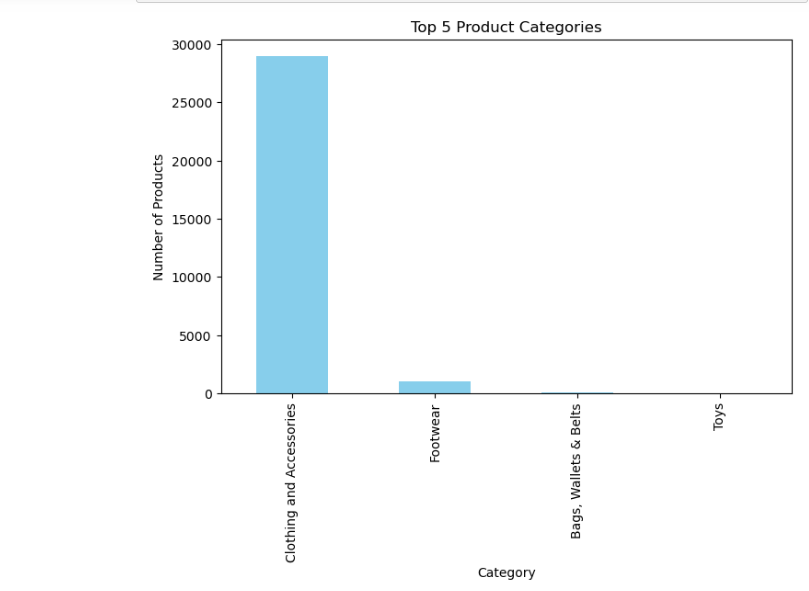 Top 5 Product Categories
Number of Products
30000
25000
20000
15000
10000
5000
0
Clothing and Accessories
Footwear
Bags, Wallets & Belts
Toys
Category